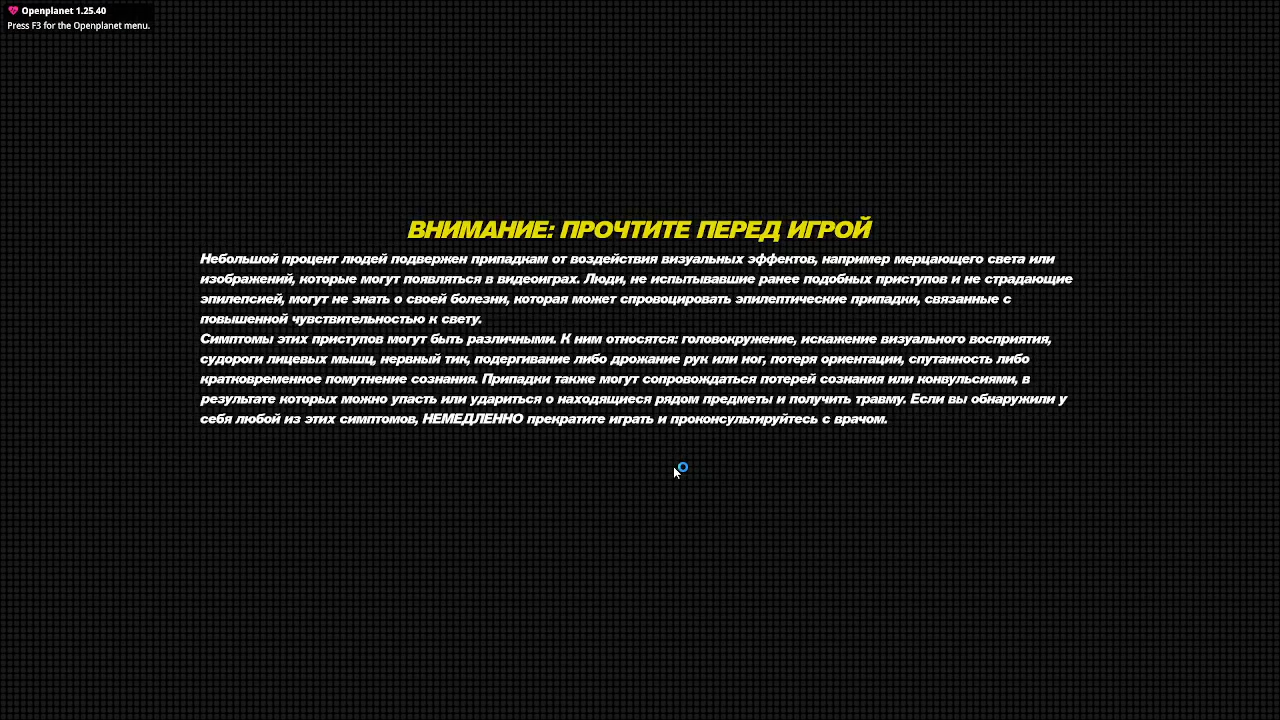 Openplanet 1.25.40
Press F3 for the Openplanet menu.
ВНИМАНИЕ: ПРОЧТИТЕ ПЕРЕД ИГРОЙ
Небольшой процент людей подвержен припадкам от воздействия визуальных эффектов, например мерцающего света или
изображений, которые могут появляться в видеоиграх. Люди, не испытывавшие ранее подобных приступов и не страдающие
эпилепсией, могут не знать о своей болезни, которая может спровоцировать эпилептические припадки, связанные с
повышенной чувствительностью к свету.
Симптомы этих приступов могут быть различными. К ним относятся: головокружение, искажение визуального восприятия,
судороги лицевых мышц, нервный тик, подергивание либо дрожание рук или ног, потеря ориентации, спутанность либо
кратковременное помутнение сознания. Припадки также могут сопровождаться потерей сознания или конвульсиями, в
результате которых можно упасть или удариться о находящиеся рядом предметы и получить травму. Если вы обнаружили у
себя любой из этих симптомов, НЕМЕДЛЕННО прекратите играть и проконсультируйтесь с врачом.